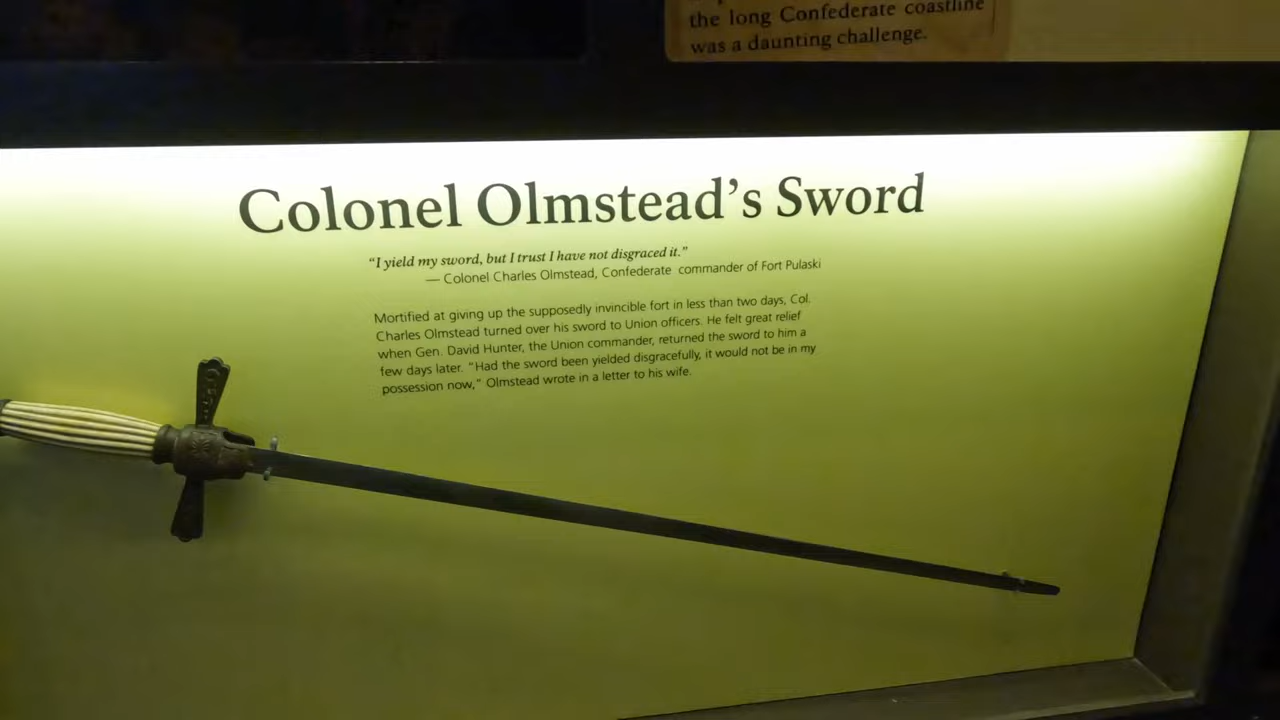 the long Confederate coastline
was a daunting challenge.
Colonel Olmstead’s Sword
“I yield my sword, but I trust I have not disgraced it.”
— Colonel Charles Olmstead, Confederate commander of Fort Pulaski
Mortified at giving up the supposedly invincible fort in less than two days, Col.
Charles Olmstead turned over his sword to Union officers. He felt great relief
when Gen. David Hunter, the Union commander, returned the sword to him a
few days later. “Had the sword been yielded disgracefully, it would not be in my
possession now,” Olmstead wrote in a letter to his wife.